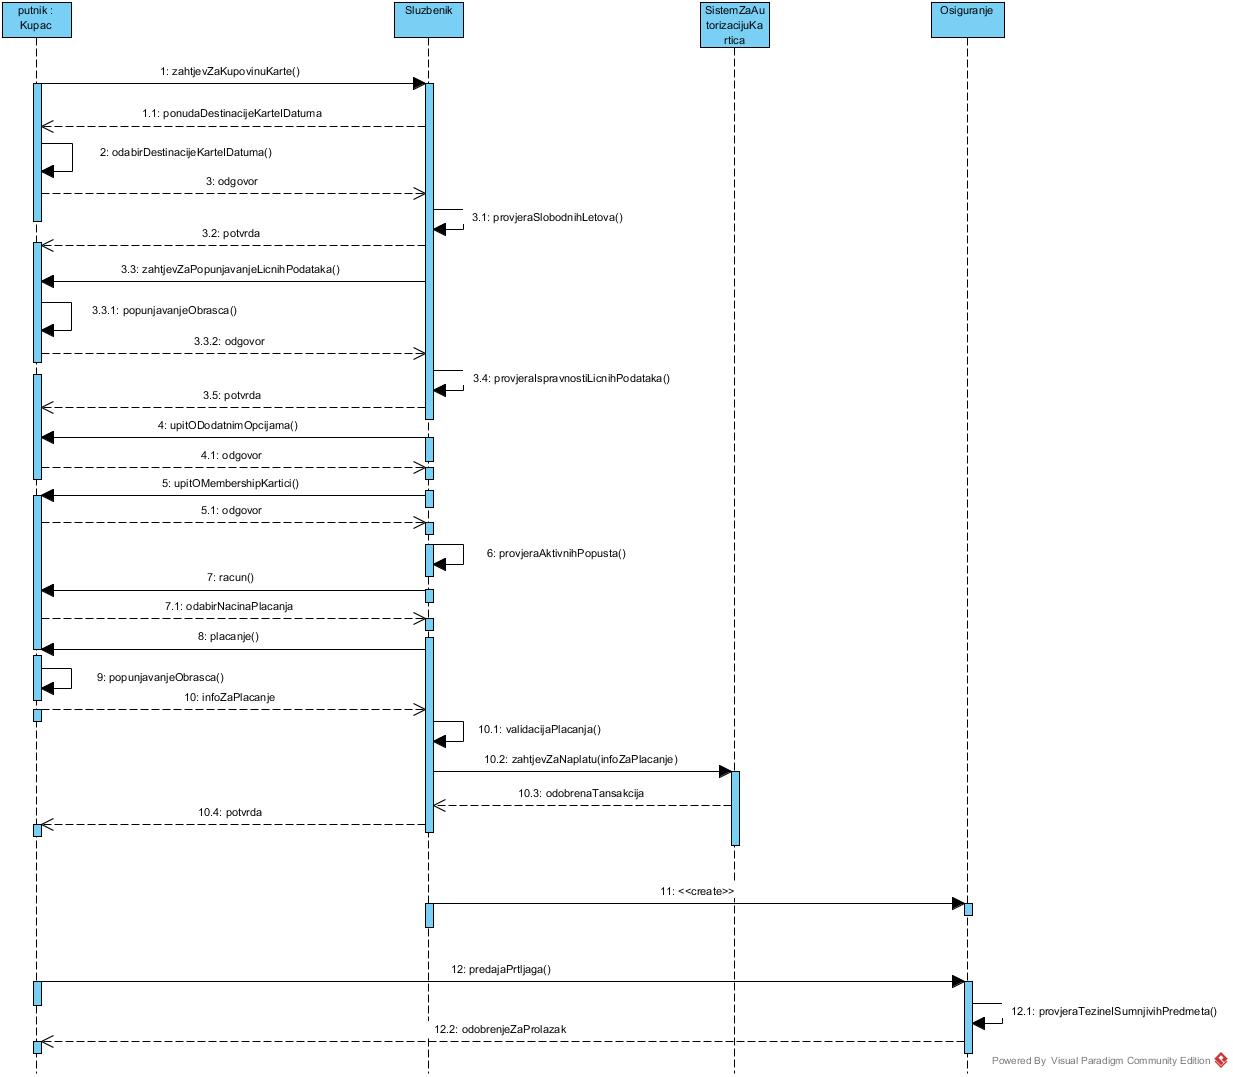 putnik :
Kupac
Sluzbenik
SistemZaAu
torizacijuKa
rtica
Osiguranje
1: zahtjevZaKupovinuKarte()
1.1: ponudaDestinacijeKarteIDatuma
2: odabirDestinacijeKarteIDatuma()
3: odgovor
3.1: provjeraSlobodnihLetova()
3.2: potvrda
3.3: zahtjevZaPopunjavanjeLicnihPodataka()
3.3.1: popunjavanjeObrasca()
3.3.2: odgovor
3.4: provjeraIspravnostiLicnihPodataka()
3.5: potvrda
4: upitODodatnimOpcijama()
4.1: odgovor
5: upitOMembershipKartici()
5.1: odgovor
6: provjeraAktivnihPopusta()
7: racun()
7.1: odabirNacinaPlacanja
8: placanje()
9: popunjavanjeObrasca()
10: infoZaPlacanje
10.1: validacijaPlacanja()
10.2: zahtjevZaNaplatu(infoZaPlacanje)
10.3: odobrenaTansakcija
10.4: potvrda
11: <<create>>
12: predajaPrtljaga()
12.1: provjeraTezineISumnjivihPredmeta()
12.2: odobrenjeZaProlazak
Powered By Visual Paradigm Community Edition